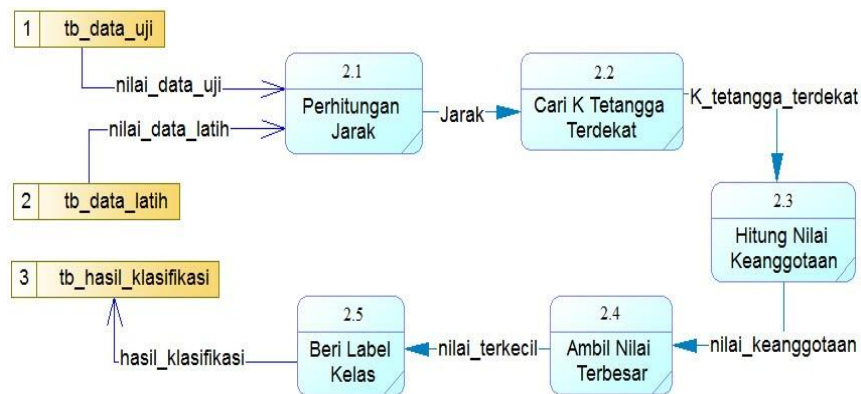 1 tb_data_uji
nilai_data_uji
nilai_data_latih
2 tb_data_latih
2.1
Perhitungan
Jarak
Jarak
2.2
Cari K Tetangga
Terdekat
K_tetangga_terdekat
2.3
Hitung Nilai
Keanggotaan
nilai_keanggotaan
2.4
Ambil Nilai
Terbesar
nilai_terkecil
2.5
Beri Label
Kelas
hasil_klasifikasi
3 tb_hasil_klasifikasi